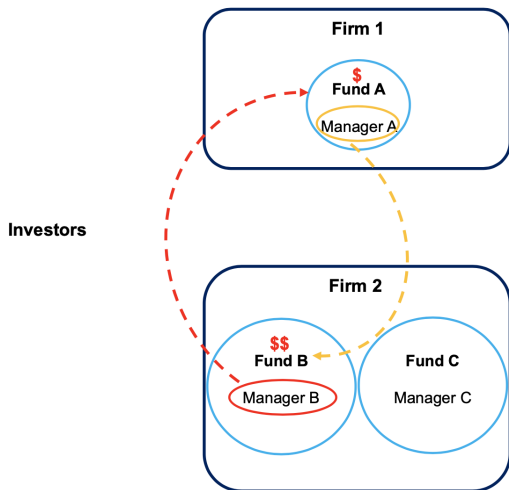 Firm 1
$
Fund A
Manager A
Investors
Firm 2
$$
Fund B
Manager B
Fund C
Manager C